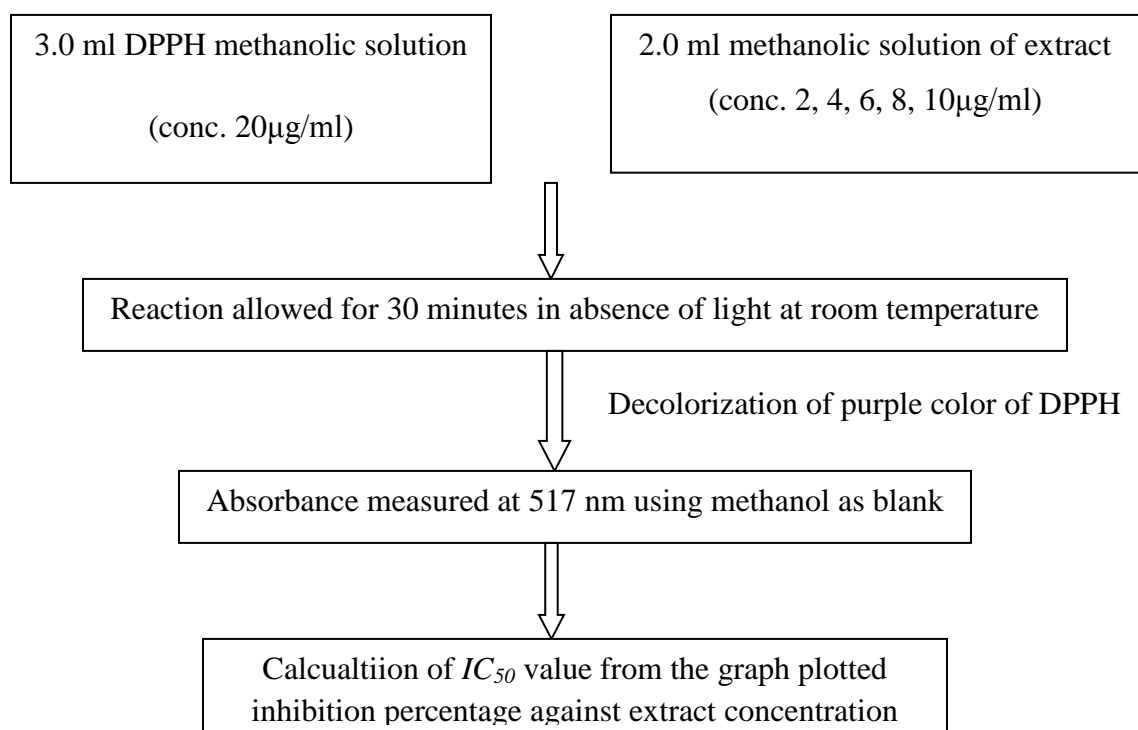 3.0 ml DPPH methanolic solution
(conc. 20μg/ml)
2.0 ml methanolic solution of extract
(conc. 2, 4, 6, 8, 10μg/ml)
Reaction allowed for 30 minutes in absence of light at room temperature
Decolorization of purple color of DPPH
Absorbance measured at 517 nm using methanol as blank
Calcualtiion of IC50 value from the graph plotted
inhibition percentage against extract concentration